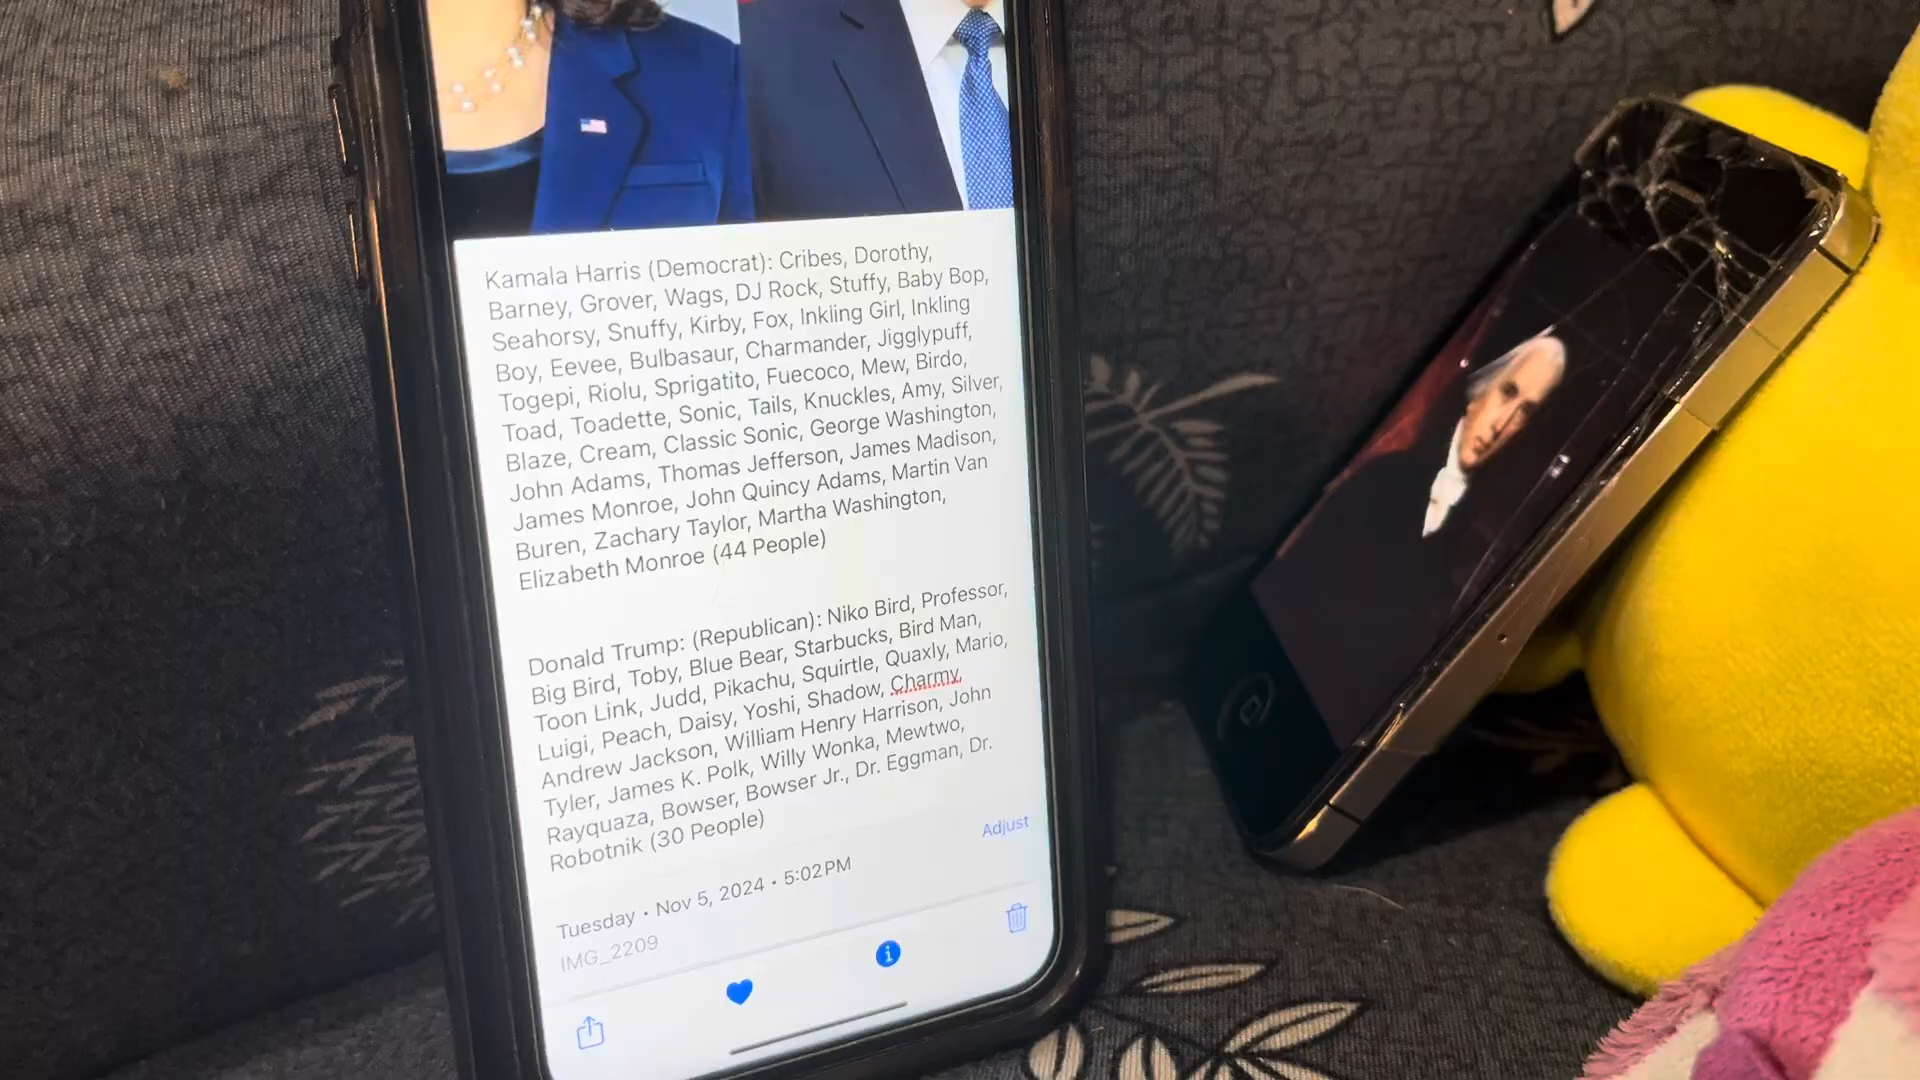 Kamala Harris (Democrat): Cribes, Dorothy,
Barney, Grover, Wags, DJ Rock, Stuffy, Baby Bop,
Seahorsy, Snuffy, Kirby, Fox, Inkling Girl, Inkling
Boy, Eevee, Bulbasaur, Charmander, Jigglypuff,
Togepi, Riolu, Sprigatito, Fuecoco, Mew, Birdo,
Toad, Toadette, Sonic, Tails, Knuckles, Amy, Silver,
Blaze, Cream, Classic Sonic, George Washington,
John Adams, Thomas Jefferson, James Madison,
James Monroe, John Quincy Adams, Martin Van
Buren, Zachary Taylor, Martha Washington,
Elizabeth Monroe (44 People)
Donald Trump: (Republican): Niko Bird, Professor,
Big Bird, Toby, Blue Bear, Starbucks, Bird Man,
Toon Link, Judd, Pikachu, Squirtle, Quaxly, Mario,
Luigi, Peach, Daisy, Yoshi, Shadow, Charmy,
Andrew Jackson, William Henry Harrison, John
Tyler, James K. Polk, Willy Wonka, Mewtwo,
Rayquaza, Bowser, Bowser Jr., Dr. Eggman, Dr.
Robotnik (30 People)
Tuesday • Nov 5, 2024 • 5:02 PM
Adjust
IMG_2209